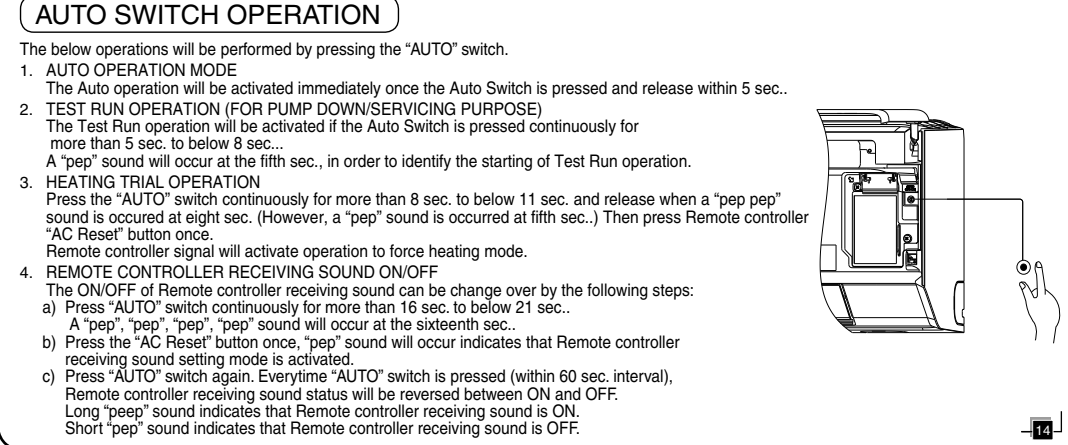 AUTO SWITCH OPERATION
The below operations will be performed by pressing the “AUTO” switch.
1. AUTO OPERATION MODE
The Auto operation will be activated immediately once the Auto Switch is pressed and release within 5 sec..
2. TEST RUN OPERATION (FOR PUMP DOWN/SERVICING PURPOSE)
The Test Run operation will be activated if the Auto Switch is pressed continuously for
more than 5 sec. to below 8 sec...
A “pep” sound will occur at the fifth sec., in order to identify the starting of Test Run operation.
3. HEATING TRIAL OPERATION
Press the “AUTO” switch continuously for more than 8 sec. to below 11 sec. and release when a “pep pep”
sound is occured at eight sec. (However, a “pep” sound is occurred at fifth sec..) Then press Remote controller
“AC Reset” button once.
Remote controller signal will activate operation to force heating mode.
4. REMOTE CONTROLLER RECEIVING SOUND ON/OFF
The ON/OFF of Remote controller receiving sound can be change over by the following steps:
a) Press “AUTO” switch continuously for more than 16 sec. to below 21 sec..
A “pep”, “pep”, “pep”, “pep” sound will occur at the sixteenth sec..
b) Press the “AC Reset” button once, “pep” sound will occur indicates that Remote controller
receiving sound setting mode is activated.
c) Press “AUTO” switch again. Everytime “AUTO” switch is pressed (within 60 sec. interval),
Remote controller receiving sound status will be reversed between ON and OFF.
Long “peep” sound indicates that Remote controller receiving sound is ON.
Short “pep” sound indicates that Remote controller receiving sound is OFF.
14